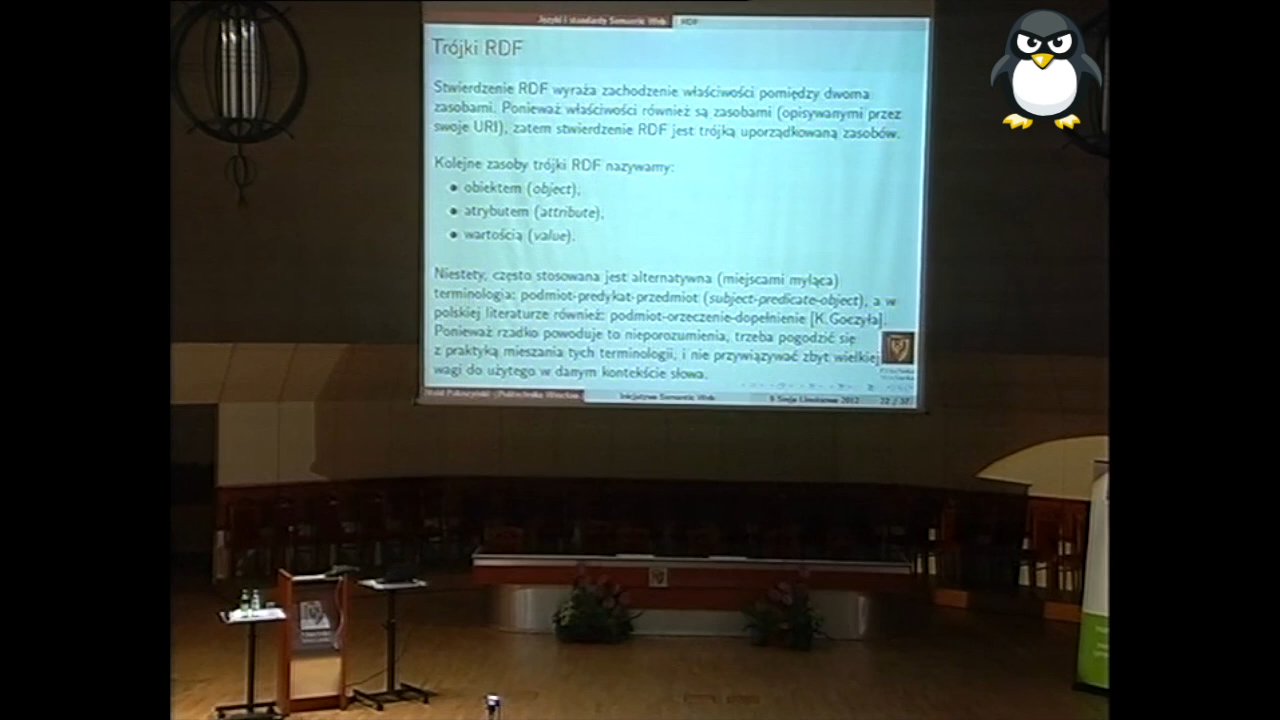 Języki i standardy Semantic Web RDF
Trójki RDF
Stwierdzenie RDF wyraża zachodzenie właściwości pomiędzy dwoma
zasobami. Ponieważ właściwości również są zasobami (opisywanymi przez
swoje URI), zatem stwierdzenie RDF jest trójką uporządkowaną zasobów.
Kolejne zasoby trójki RDF nazywamy:
• obiektem (object),
• atrybutem (attribute),
• wartością (value).
Niestety, często stosowana jest alternatywna (miejscami myląca)
terminologia: podmiot-predykat-przedmiot (subject-predicate-object), a w
polskiej literaturze również: podmiot-orzeczenie-dopełnienie [K.Goczyła].
Ponieważ rzadko powoduje to nieporozumienia, trzeba pogodzić się
z praktyką mieszania tych terminologii, i nie przywiązywać zbyt wielkiej
wagi do użytego w danym kontekście słowa.
Inicjatywa Semantic Web 9 Sesja Linuksowa 2012 22 / 37